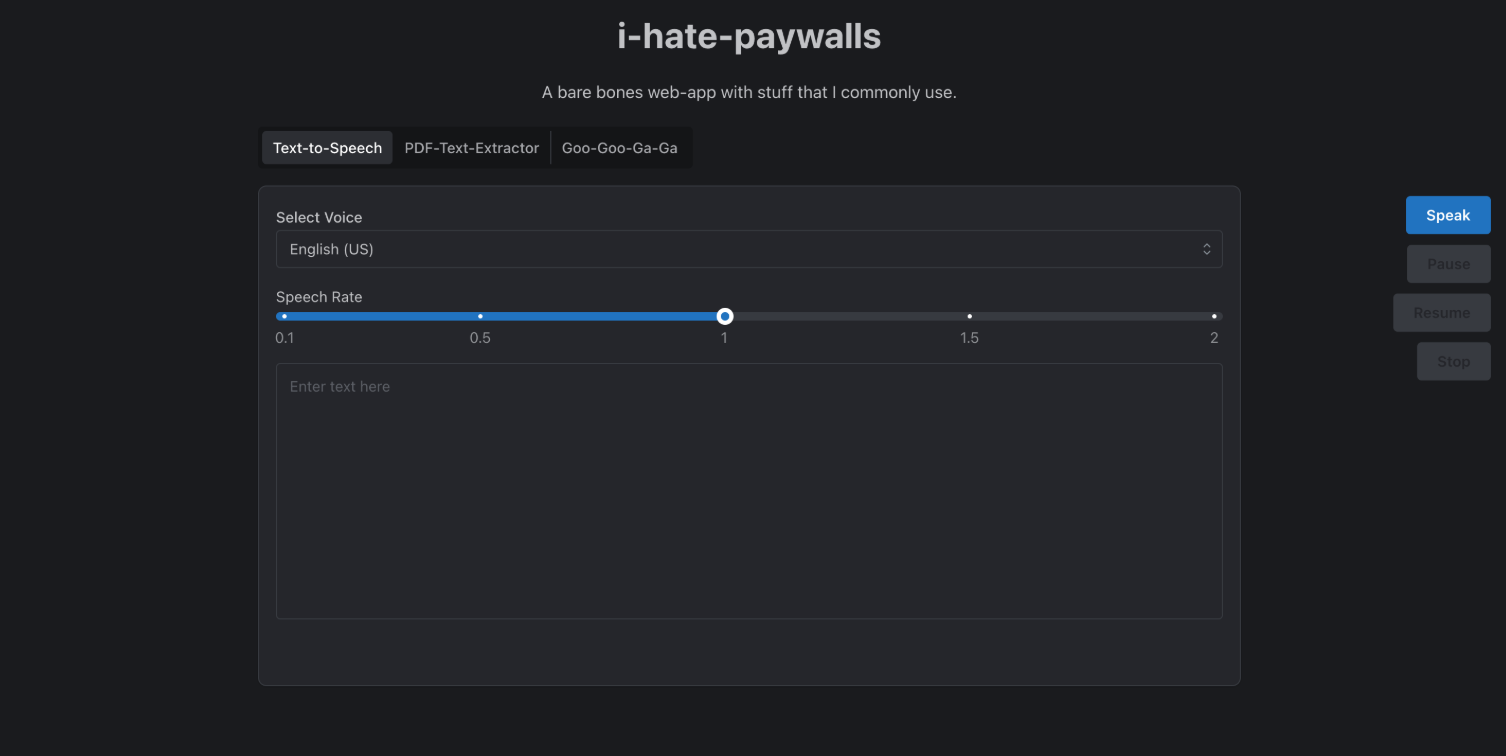 i-hate-paywalls
A bare bones web-app with stuff that I commonly use.
Text-to-Speech PDF-Text-Extractor Goo-Goo-Ga-Ga
Select Voice
English (US)
Speech Rate
0.1 0.5 1 1.5 2
Enter text here
Speak
Pause
Resume
Stop